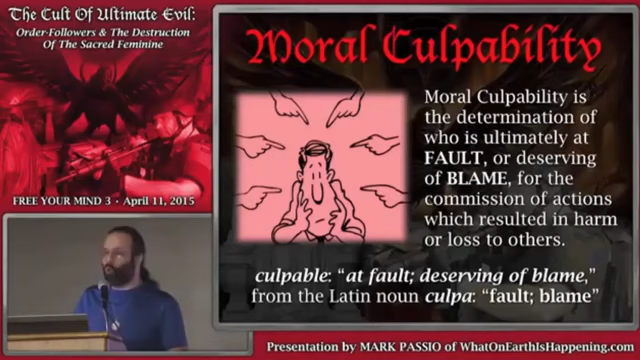 The Cult Of Ultimate Evil:
Order-Followers & The Destruction
Of The Sacred Feminine
FREE YOUR MIND 3 · April 11, 2015
Moral Culpability
Moral Culpability is
the determination of
who is ultimately at
FAULT, or deserving
of BLAME, for the
commission of actions
which resulted in harm
or loss to others.
culpable: “at fault; deserving of blame,”
from the Latin noun culpa: “fault; blame”
Presentation by MARK PASSIO of WhatOnEarthIsHappening.com